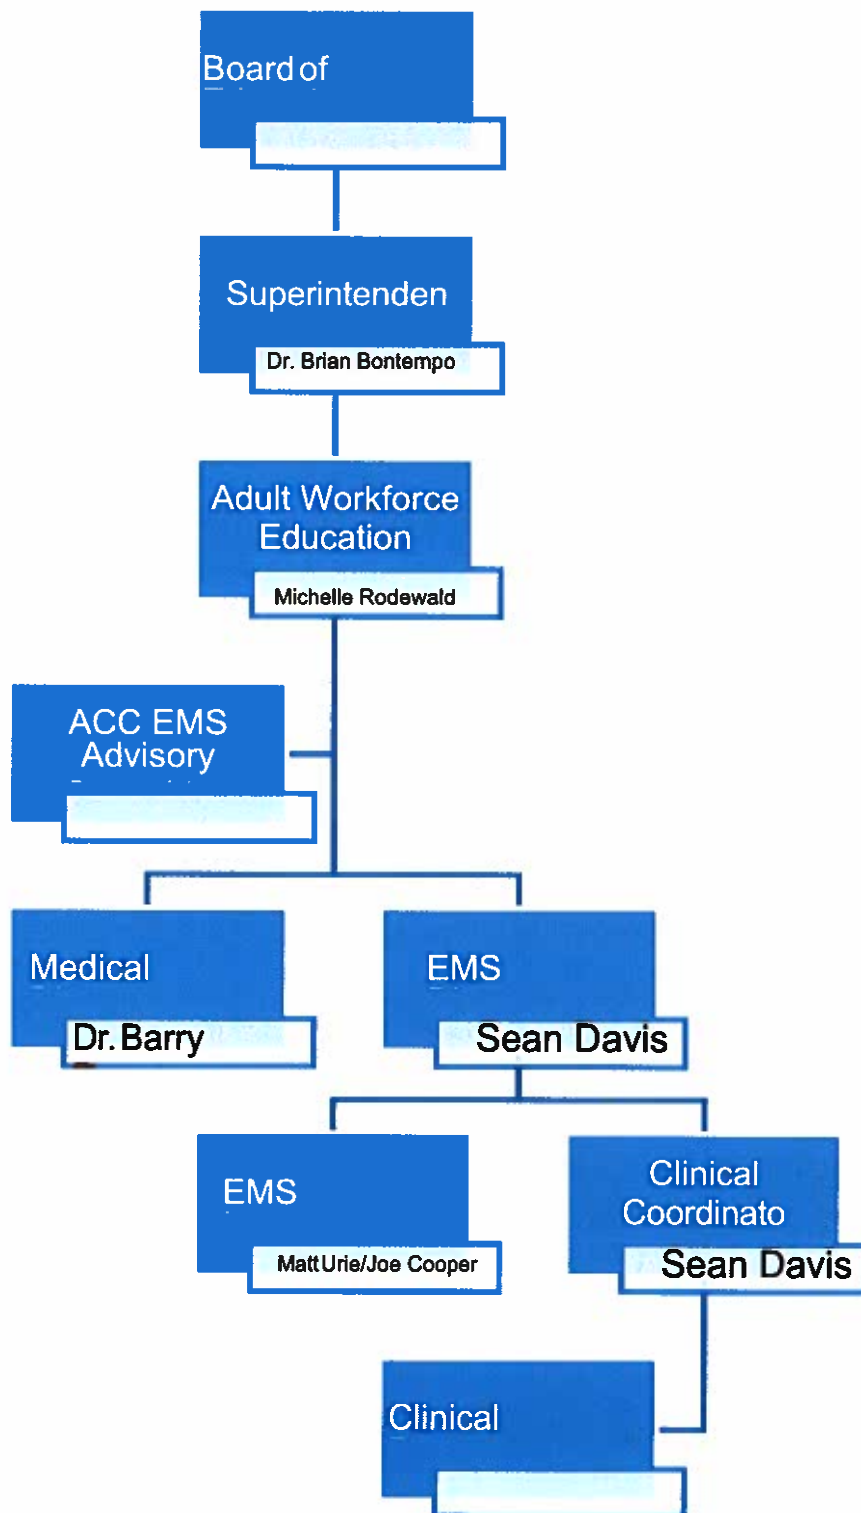 Board of
Superintenden
Dr. Brian Bontempo
Adult Workforce
Education
Michelle Rodewald
ACC EMS
Advisory
Medical
Dr. Barry
EMS
Sean Davis
EMS
Matt Urie/Joe Cooper
Clinical
Coordinato
Sean Davis
Clinical